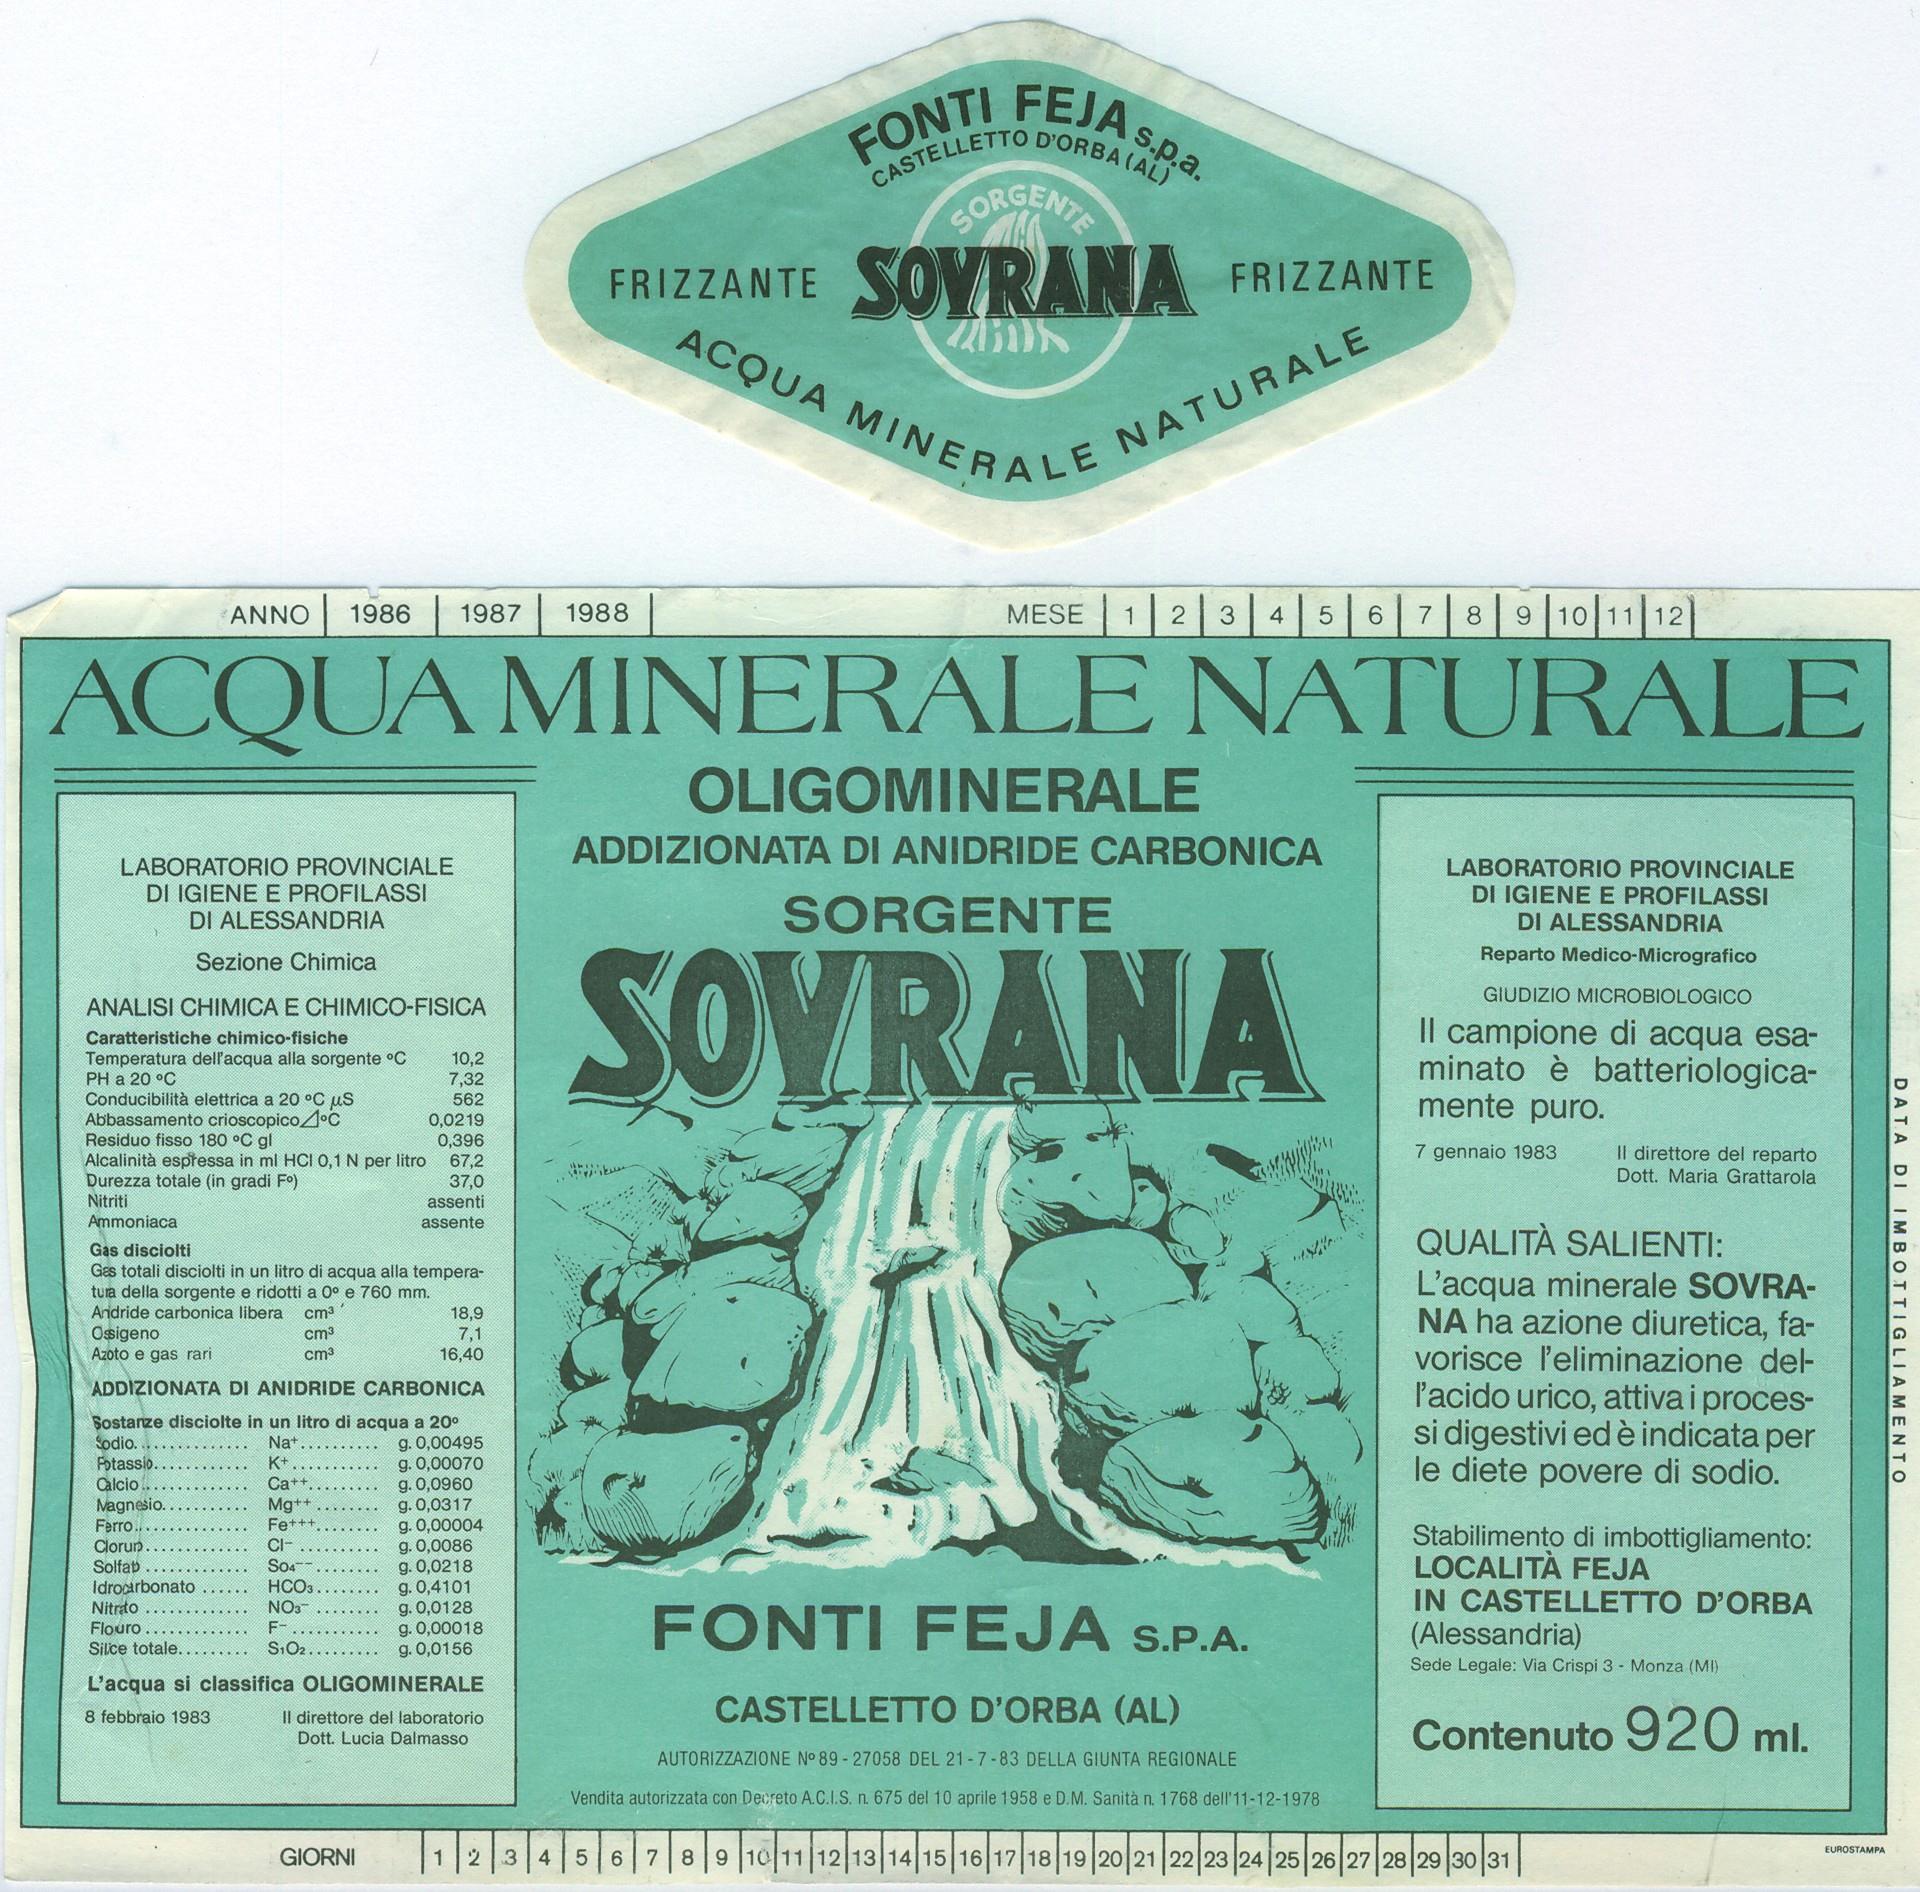 FONTI FEJA s.p.a.
CASTELLETTO D'ORBA (AL)
SORGENTE
FRIZZANTE SOVRANA FRIZZANTE
ACQUA MINERALE NATURALE
ANNO 1986 1987 1988 MESE 1 2 3 4 5 6 7 8 9 10 11 12
ACQUA MINERALE NATURALE
OLIGOMINERALE
ADDIZIONATA DI ANIDRIDE CARBONICA
SORGENTE
SOVRANA
LABORATORIO PROVINCIALE
DI IGIENE E PROFILASSI
DI ALESSANDRIA
Sezione Chimica
ANALISI CHIMICA E CHIMICO-FISICA
Caratteristiche chimico-fisiche
Temperatura dell'acqua alla sorgente ºC 10,2
PH a 20 ºC 7,32
Conducibilità elettrica a 20 ºC µS 562
Abbassamento crioscopico⊿ºC 0,0219
Residuo fisso 180 ºC gl 0,396
Alcalinità espressa in ml HCl 0,1 N per litro 67,2
Durezza totale (in gradi Fº) 37,0
Nitriti assenti
Ammoniaca assente
Gas disciolti
Gas totali disciolti in un litro di acqua alla tempera-
tura della sorgente e ridotti a 0º e 760 mm.
Andride carbonica libera cm³ 18,9
Ossigeno cm³ 7,1
Azoto e gas rari cm³ 16,40
ADDIZIONATA DI ANIDRIDE CARBONICA
Sostanze disciolte in un litro di acqua a 20º
Sodio.............. Na⁺.......... g. 0,00495
Potassio............ K⁺........... g. 0,00070
Calcio.............. Ca⁺⁺......... g. 0,0960
Magnesio............ Mg⁺⁺........ g. 0,0317
Ferro............... Fe⁺⁺⁺........ g. 0,00004
Cloruro............. Cl⁻ .......... g. 0,0086
Solfato ............. So₄⁻⁻........ g. 0,0218
Idrocarbonato ...... HCO₃........ g. 0,4101
Nitrato ............. NO₃⁻ ........ g. 0,0128
Flouro .............. F⁻ ........... g. 0,00018
Silice totale......... S1O₂......... g. 0,0156
L'acqua si classifica OLIGOMINERALE
8 febbraio 1983 Il direttore del laboratorio
Dott. Lucia Dalmasso
FONTI FEJA S.P.A.
CASTELLETTO D'ORBA (AL)
AUTORIZZAZIONE Nº 89 - 27058 DEL 21 - 7 - 83 DELLA GIUNTA REGIONALE
Vendita autorizzata con Decreto A.C.I.S. n. 675 del 10 aprile 1958 e D.M. Sanità n. 1768 dell'11-12-1978
LABORATORIO PROVINCIALE
DI IGIENE E PROFILASSI
DI ALESSANDRIA
Reparto Medico-Micrografico
GIUDIZIO MICROBIOLOGICO
Il campione di acqua esa-
minato è batteriologica-
mente puro.
7 gennaio 1983 Il direttore del reparto
Dott. Maria Grattarola
QUALITÀ SALIENTI:
L'acqua minerale SOVRA-
NA ha azione diuretica, fa-
vorisce l'eliminazione del-
l'acido urico, attiva i proces-
si digestivi ed è indicata per
le diete povere di sodio.
Stabilimento di imbottigliamento:
LOCALITÀ FEJA
IN CASTELLETTO D'ORBA
(Alessandria)
Sede Legale: Via Crispi 3 - Monza (MI)
Contenuto 920 ml.
DATA DI IMBOTTIGLIAMENTO
GIORNI 1 2 3 4 5 6 7 8 9 10 11 12 13 14 15 16 17 18 19 20 21 22 23 24 25 26 27 28 29 30 31
EUROSTAMPA